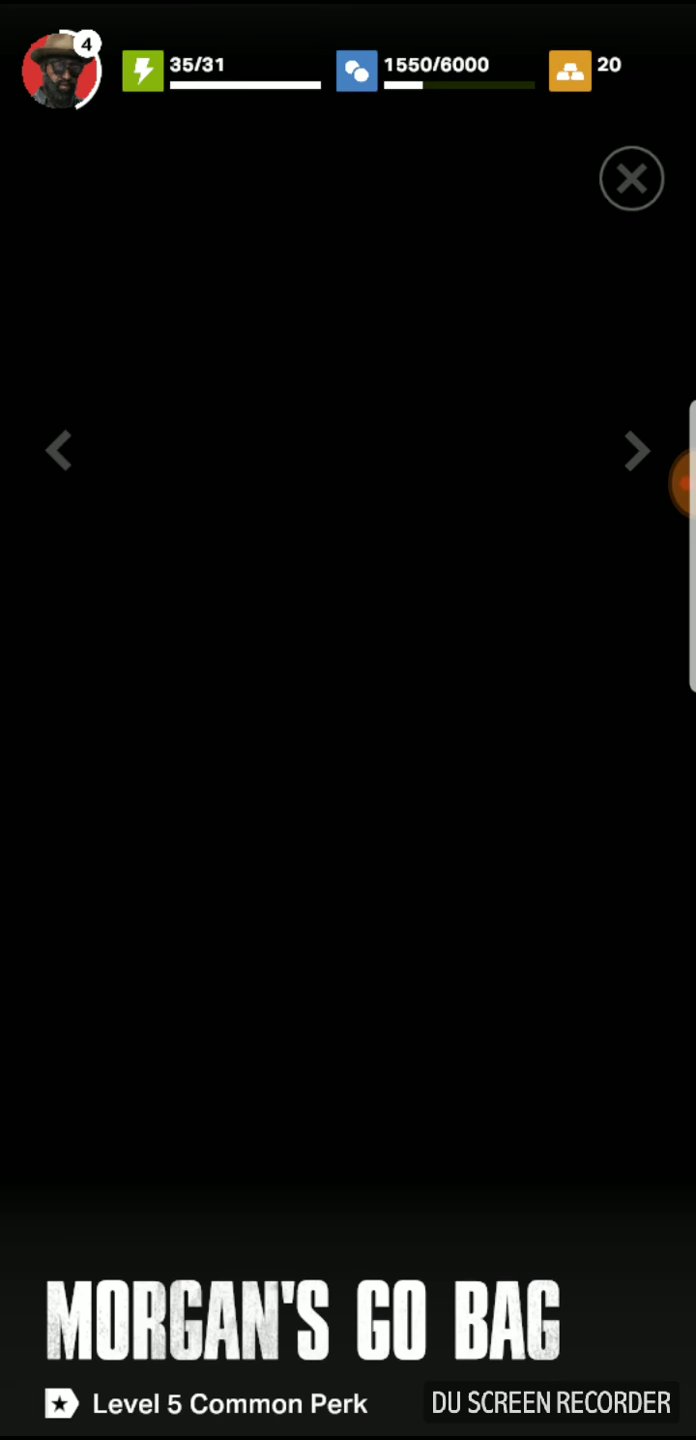 4
35/31
1550/6000
20
MORGAN'S GO BAG
Level 5 Common Perk
DU SCREEN RECORDER